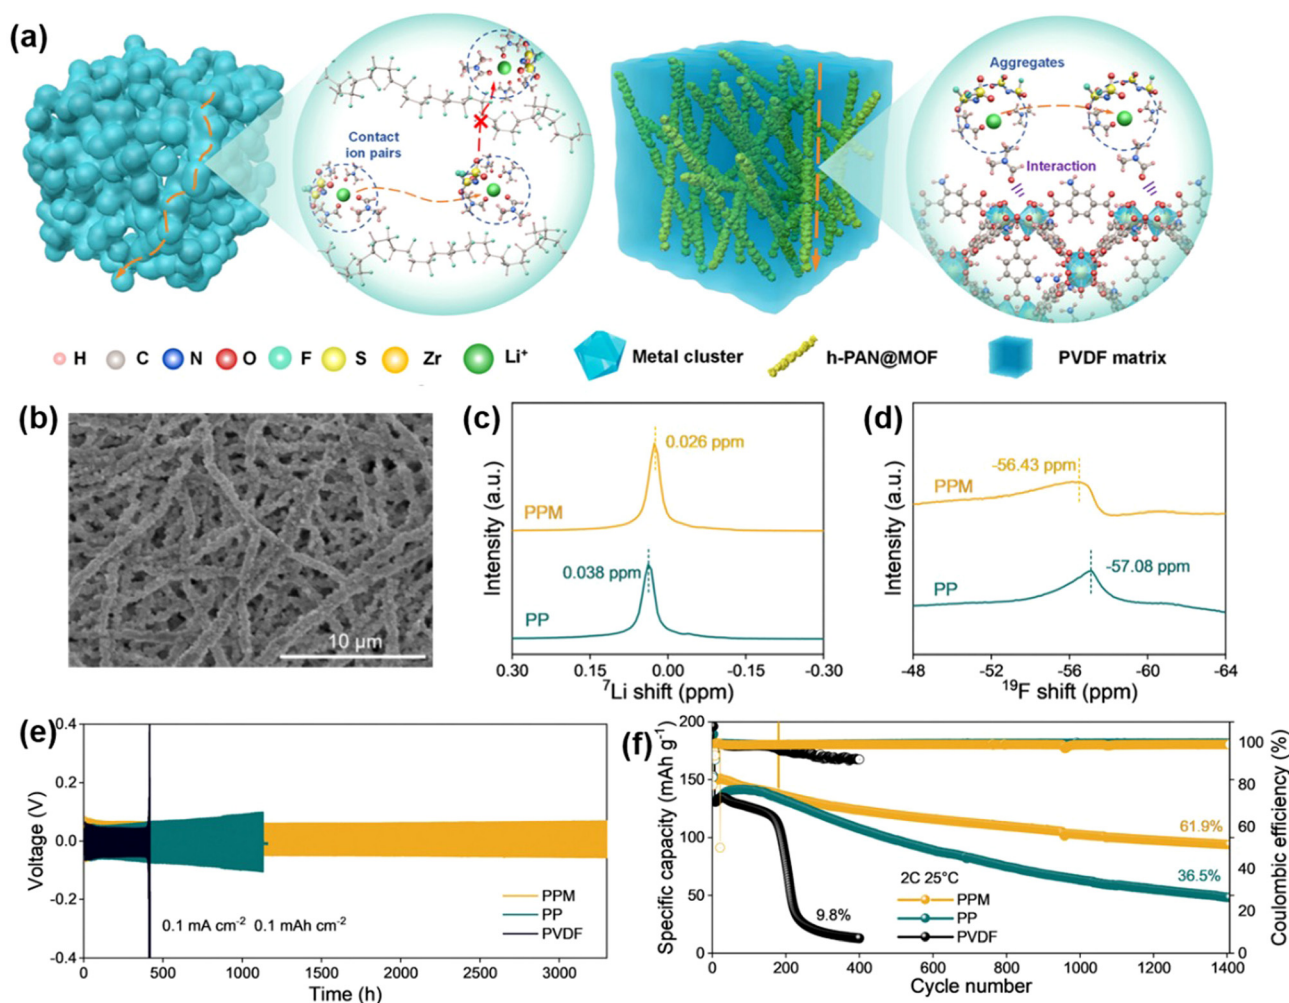 (a)
Contact
ion pairs
Aggregates
Interaction
H C N O F S Zr Li⁺ Metal cluster h-PAN@MOF PVDF matrix
(b)
10 µm
(c)
0.026 ppm
PPM
0.038 ppm
PP
Intensity (a.u.)
0.30 0.15 0.00 -0.15 -0.30
⁷Li shift (ppm)
(d)
-56.43 ppm
PPM
-57.08 ppm
PP
Intensity (a.u.)
-48 -52 -56 -60 -64
¹⁹F shift (ppm)
(e)
0.4
0.2
0.0
-0.2
-0.4
Voltage (V)
PPM
PP
PVDF
0.1 mA cm⁻² 0.1 mAh cm⁻²
0 500 1000 1500 2000 2500 3000
Time (h)
(f)
200
150
100
50
0
Specific capacity (mAh g⁻¹)
61.9%
36.5%
9.8%
2C 25°C
PPM
PP
PVDF
100
80
60
40
20
0
Coulombic efficiency (%)
0 200 400 600 800 1000 1200 1400
Cycle number